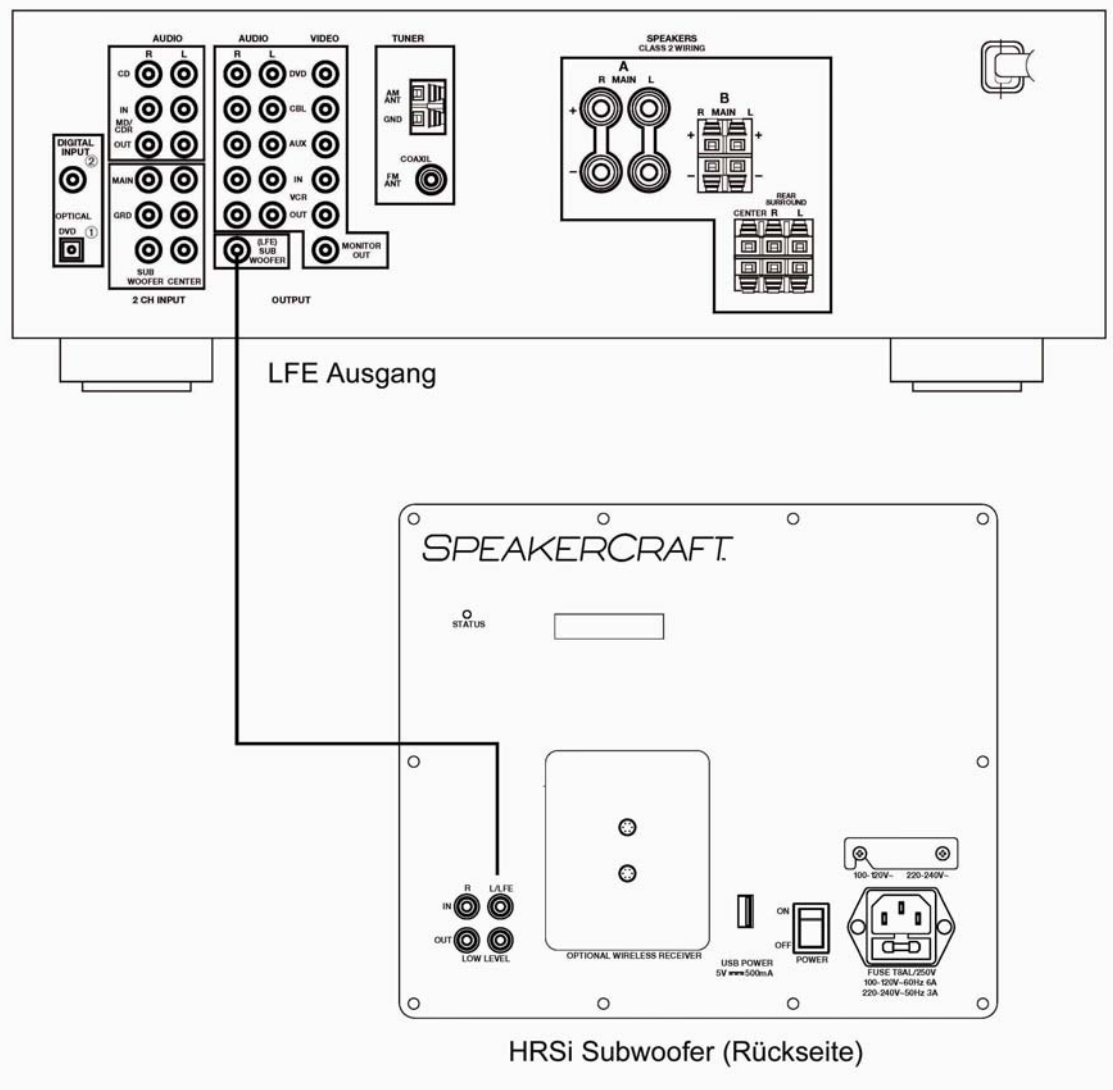 AUDIO
R L
CD
IN
MD/
CDR
OUT
MAIN
GRD
SUB
WOOFER CENTER
2 CH INPUT
DIGITAL
INPUT
②
OPTICAL
DVD ①
AUDIO VIDEO
R L
DVD
CBL
AUX
IN
VCR
OUT
(LFE)
SUB
WOOFER
MONITOR
OUT
OUTPUT
TUNER
AM
ANT
GND
COAXIL
FM
ANT
SPEAKERS
CLASS 2 WIRING
A
R MAIN L
+
–
B
R MAIN L
+ +
– –
REAR
SURROUND
CENTER R L
LFE Ausgang
SPEAKERCRAFT
STATUS
R L/LFE
IN
OUT
LOW LEVEL
OPTIONAL WIRELESS RECEIVER
USB POWER
5V 500mA
ON
OFF
POWER
100-120V~ 220-240V~
FUSE T8AL/250V
100-120V~60Hz 6A
220-240V~50Hz 3A
HRSi Subwoofer (Rückseite)